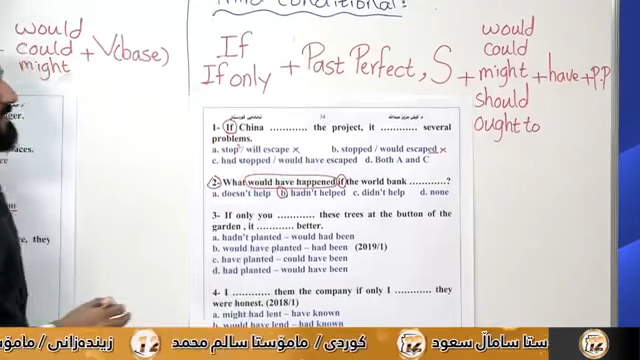 Third Conditional:
would
could + V(base)
might
If
If only
+ Past Perfect, S +
would
could
might
should
ought to
+ have + P.P
1- If China ............ the project, it ............ several
problems.
a. stop / will escape × b. stopped / would escaped ×
c. had stopped / would have escaped d. Both A and C
2- What would have happened if the world bank ...........?
a. doesn't help b. hadn't helped c. didn't help d. none
3- If only you ............ these trees at the button of the
garden , it ........... better.
a. hadn't planted – would had been
b. would have planted – had been (2019/1)
c. have planted – could have been
d. had planted – would have been
4- I ............ them the company if only I ............ they
were honest. (2018/1)
a. might had lent – have known
b. would have lend – had known
ger.
aces.
e, they
ستا سامال سعود
كوردی / مامۆستا سالم محمد
زیندەزانی / مامۆ